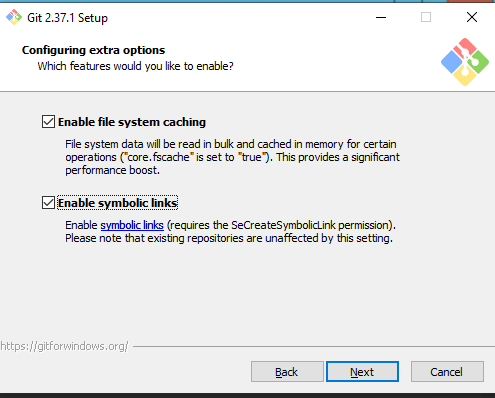 Git 2.37.1 Setup
Configuring extra options
Which features would you like to enable?
Enable file system caching
File system data will be read in bulk and cached in memory for certain
operations ("core.fscache" is set to "true"). This provides a significant
performance boost.
Enable symbolic links
Enable symbolic links (requires the SeCreateSymbolicLink permission).
Please note that existing repositories are unaffected by this setting.
https://gitforwindows.org/
Back Next Cancel